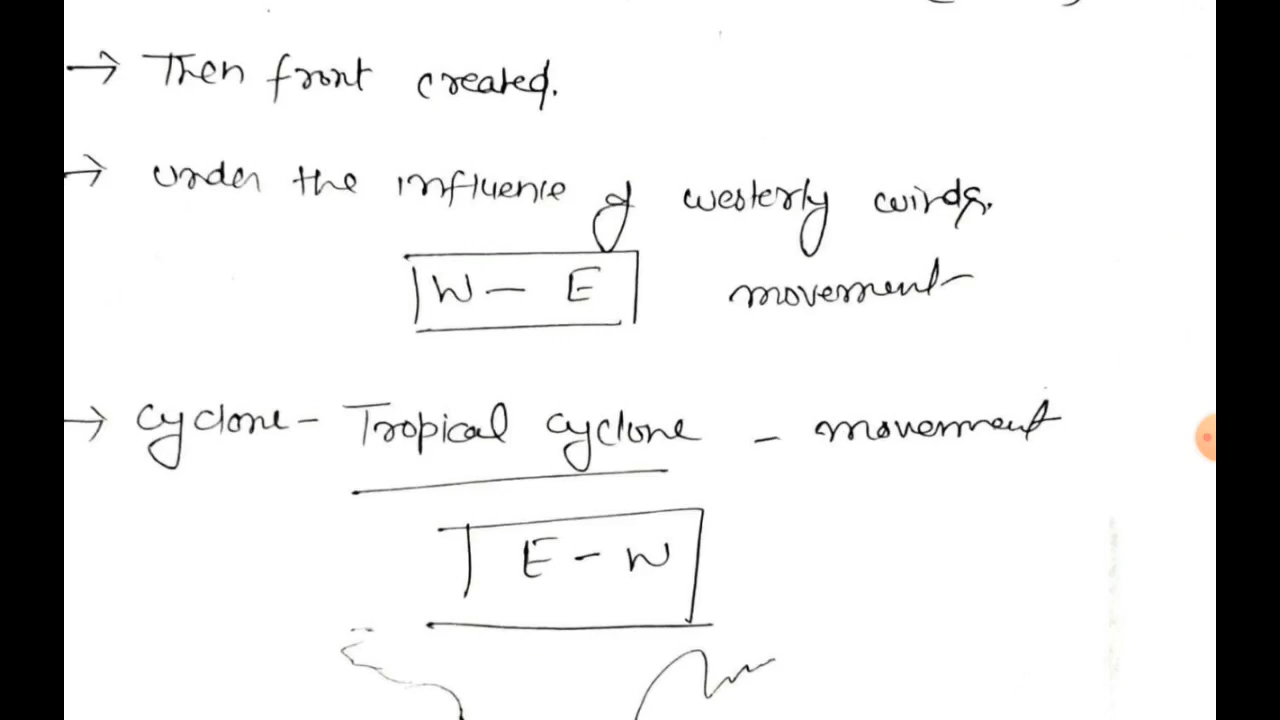 → Then front created.
→ under the influence of westerly winds.
W – E movement
→ cyclone – Tropical cyclone – movement
E – W